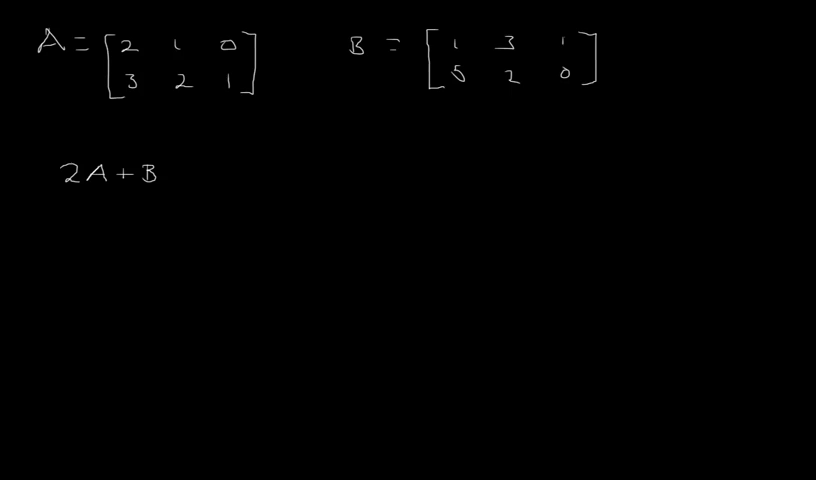 A = [ 2 1 0 ] B = [ 1 3 1 ]
[ 3 2 1 ] [ 5 2 0 ]
2A + B